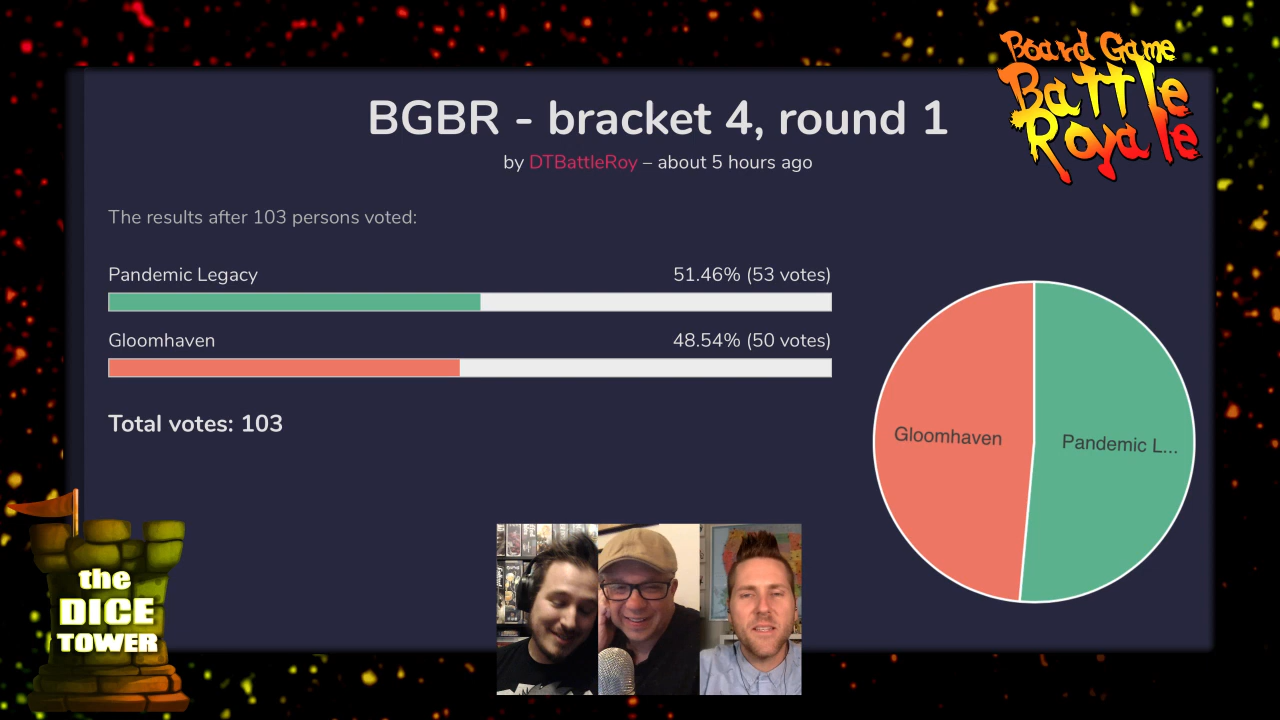 Board Game
Battle
Royale
BGBR - bracket 4, round 1
by DTBattleRoy – about 5 hours ago
The results after 103 persons voted:
Pandemic Legacy 51.46% (53 votes)
Gloomhaven 48.54% (50 votes)
Total votes: 103
Gloomhaven
Pandemic L...
the
DICE
TOWER